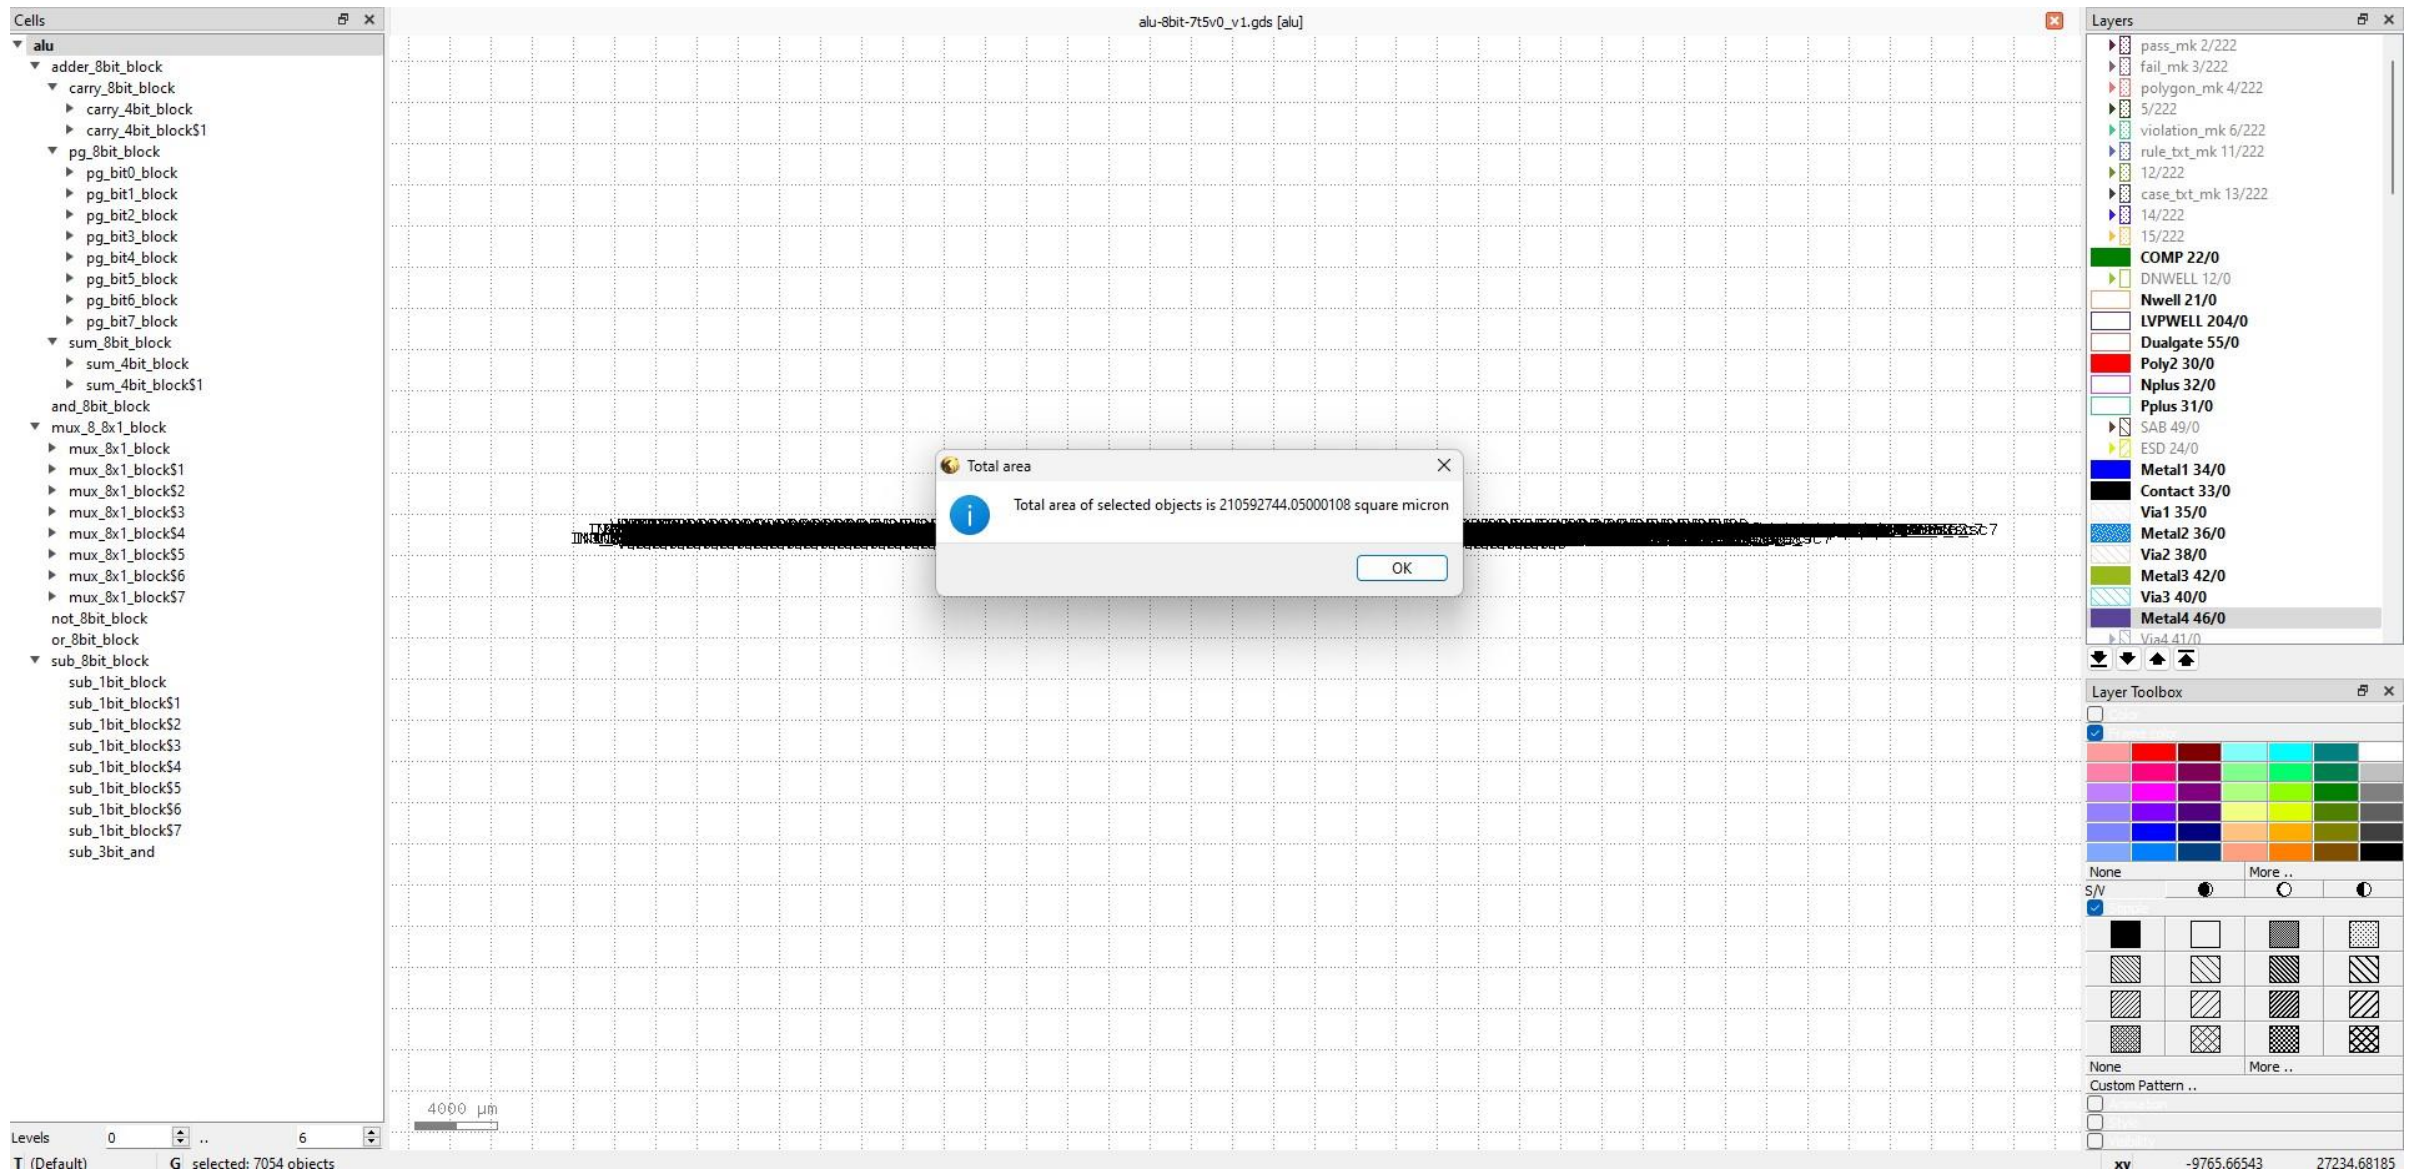 Cells
alu
adder_8bit_block
carry_8bit_block
carry_4bit_block
carry_4bit_block$1
pg_8bit_block
pg_bit0_block
pg_bit1_block
pg_bit2_block
pg_bit3_block
pg_bit4_block
pg_bit5_block
pg_bit6_block
pg_bit7_block
sum_8bit_block
sum_4bit_block
sum_4bit_block$1
and_8bit_block
mux_8_8x1_block
mux_8x1_block
mux_8x1_block$1
mux_8x1_block$2
mux_8x1_block$3
mux_8x1_block$4
mux_8x1_block$5
mux_8x1_block$6
mux_8x1_block$7
not_8bit_block
or_8bit_block
sub_8bit_block
sub_1bit_block
sub_1bit_block$1
sub_1bit_block$2
sub_1bit_block$3
sub_1bit_block$4
sub_1bit_block$5
sub_1bit_block$6
sub_1bit_block$7
sub_3bit_and
Levels 0 .. 6
T (Default) G selected: 7054 objects
alu-8bit-7t5v0_v1.gds [alu]
Total area
Total area of selected objects is 210592744.05000108 square micron
OK
4000 µm
Layers
pass_mk 2/222
fail_mk 3/222
polygon_mk 4/222
5/222
violation_mk 6/222
rule_txt_mk 11/222
12/222
case_txt_mk 13/222
14/222
15/222
COMP 22/0
DNWELL 12/0
Nwell 21/0
LVPWELL 204/0
Dualgate 55/0
Poly2 30/0
Nplus 32/0
Pplus 31/0
SAB 49/0
ESD 24/0
Metal1 34/0
Contact 33/0
Via1 35/0
Metal2 36/0
Via2 38/0
Metal3 42/0
Via3 40/0
Metal4 46/0
Via4 41/0
Layer Toolbox
None More ..
S/V
None More ..
Custom Pattern ..
xy -9765.66543 27234.68185